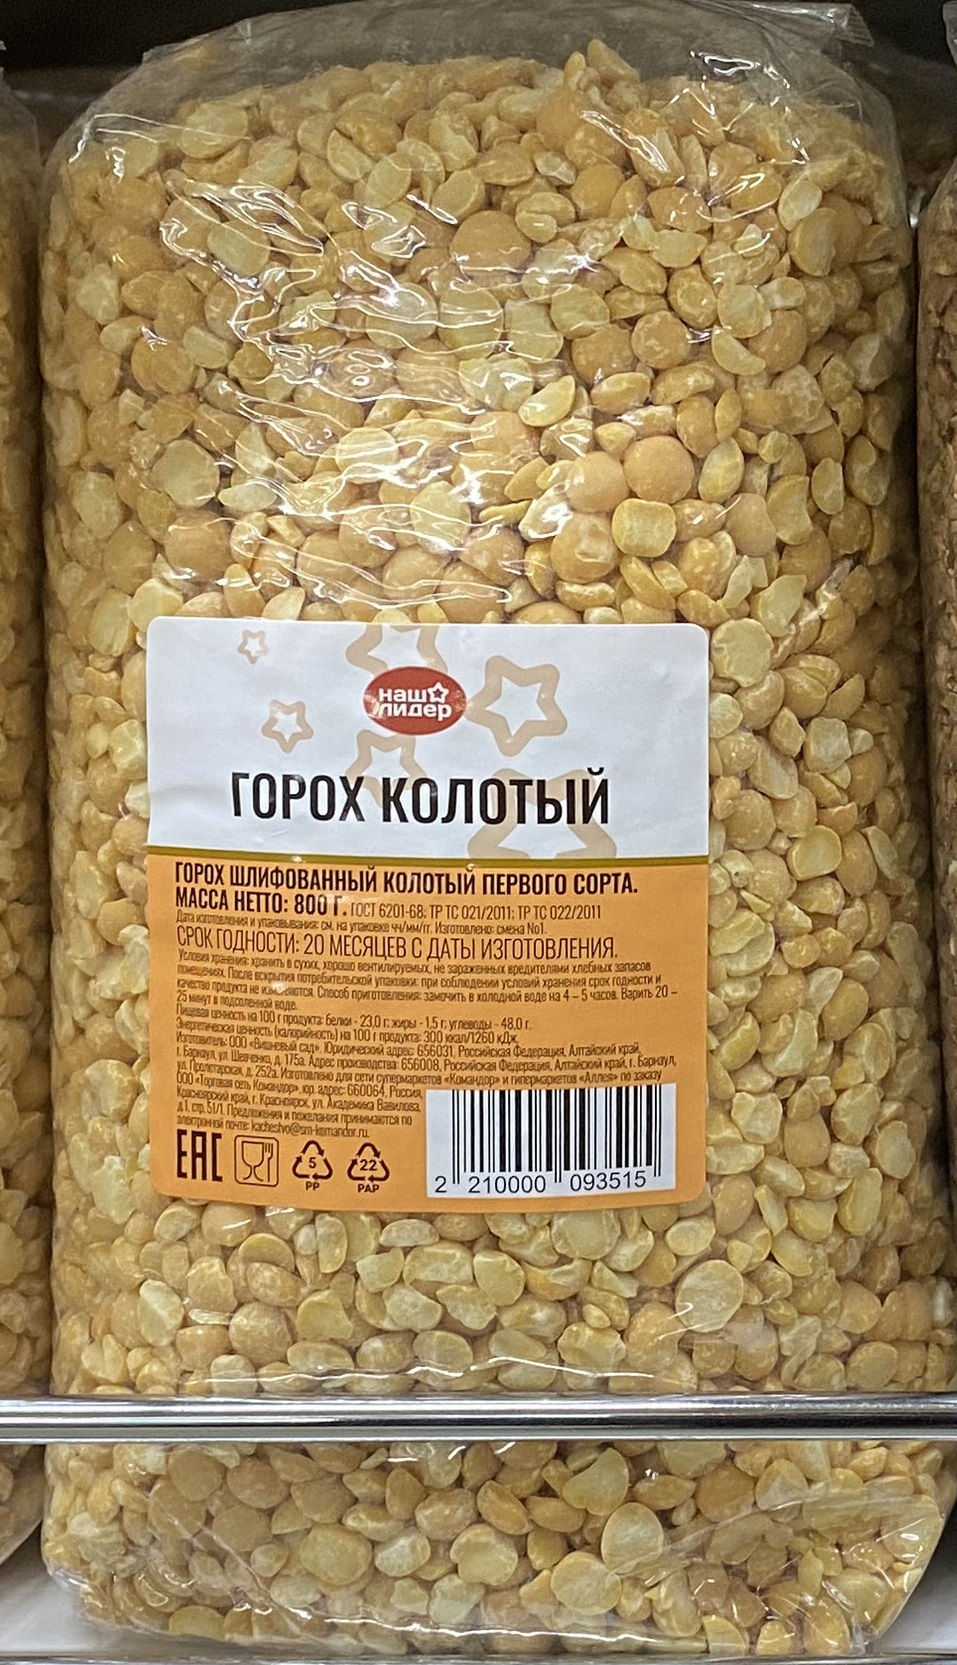 наш
лидер
ГОРОХ КОЛОТЫЙ
ГОРОХ ШЛИФОВАННЫЙ КОЛОТЫЙ ПЕРВОГО СОРТА.
МАССА НЕТТО: 800 Г. ГОСТ 6201-68; ТР ТС 021/2011; ТР ТС 022/2011
Дата изготовления и упаковывания: см. на упаковке чч/мм/гг. Изготовлено: смена №1.
СРОК ГОДНОСТИ: 20 МЕСЯЦЕВ С ДАТЫ ИЗГОТОВЛЕНИЯ.
Условия хранения: хранить в сухих, хорошо вентилируемых, не зараженных вредителями хлебных запасов
помещениях. После вскрытия потребительской упаковки: при соблюдении условий хранения срок годности и
качество продукта не изменяются. Способ приготовления: замочить в холодной воде на 4 – 5 часов. Варить 20 –
25 минут в подсоленной воде.
Пищевая ценность на 100 г продукта: белки - 23,0 г; жиры - 1,5 г; углеводы - 48,0 г.
Энергетическая ценность (калорийность) на 100 г продукта: 300 ккал/1260 кДж.
Изготовитель: ООО «Вишневый сад». Юридический адрес: 656031, Российская Федерация, Алтайский край,
г. Барнаул, ул. Шевченко, д. 175а. Адрес производства: 656008, Российская Федерация, Алтайский край, г. Барнаул,
ул. Пролетарская, д. 252а. Изготовлено для сети супермаркетов «Командор» и гипермаркетов «Аллея» по заказу
ООО «Торговая сеть Командор», юр. адрес: 660064, Россия,
Красноярский край, г. Красноярск, ул. Академика Вавилова,
д.1, стр. 51/1. Предложения и пожелания принимаются по
электронной почте: kachestvo@sm-komandor.ru.
ЕАС
5
PP
22
PAP
2 210000 093515